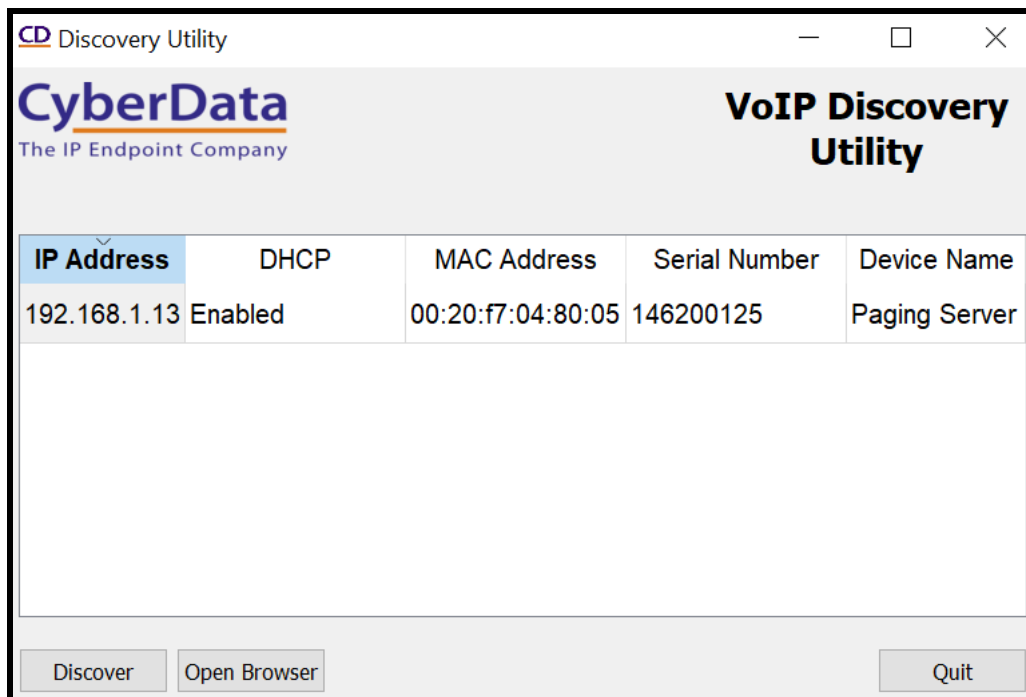 CD Discovery Utility
CyberData
The IP Endpoint Company
VoIP Discovery
Utility
IP Address DHCP MAC Address Serial Number Device Name
192.168.1.13 Enabled 00:20:f7:04:80:05 146200125 Paging Server
Discover Open Browser Quit